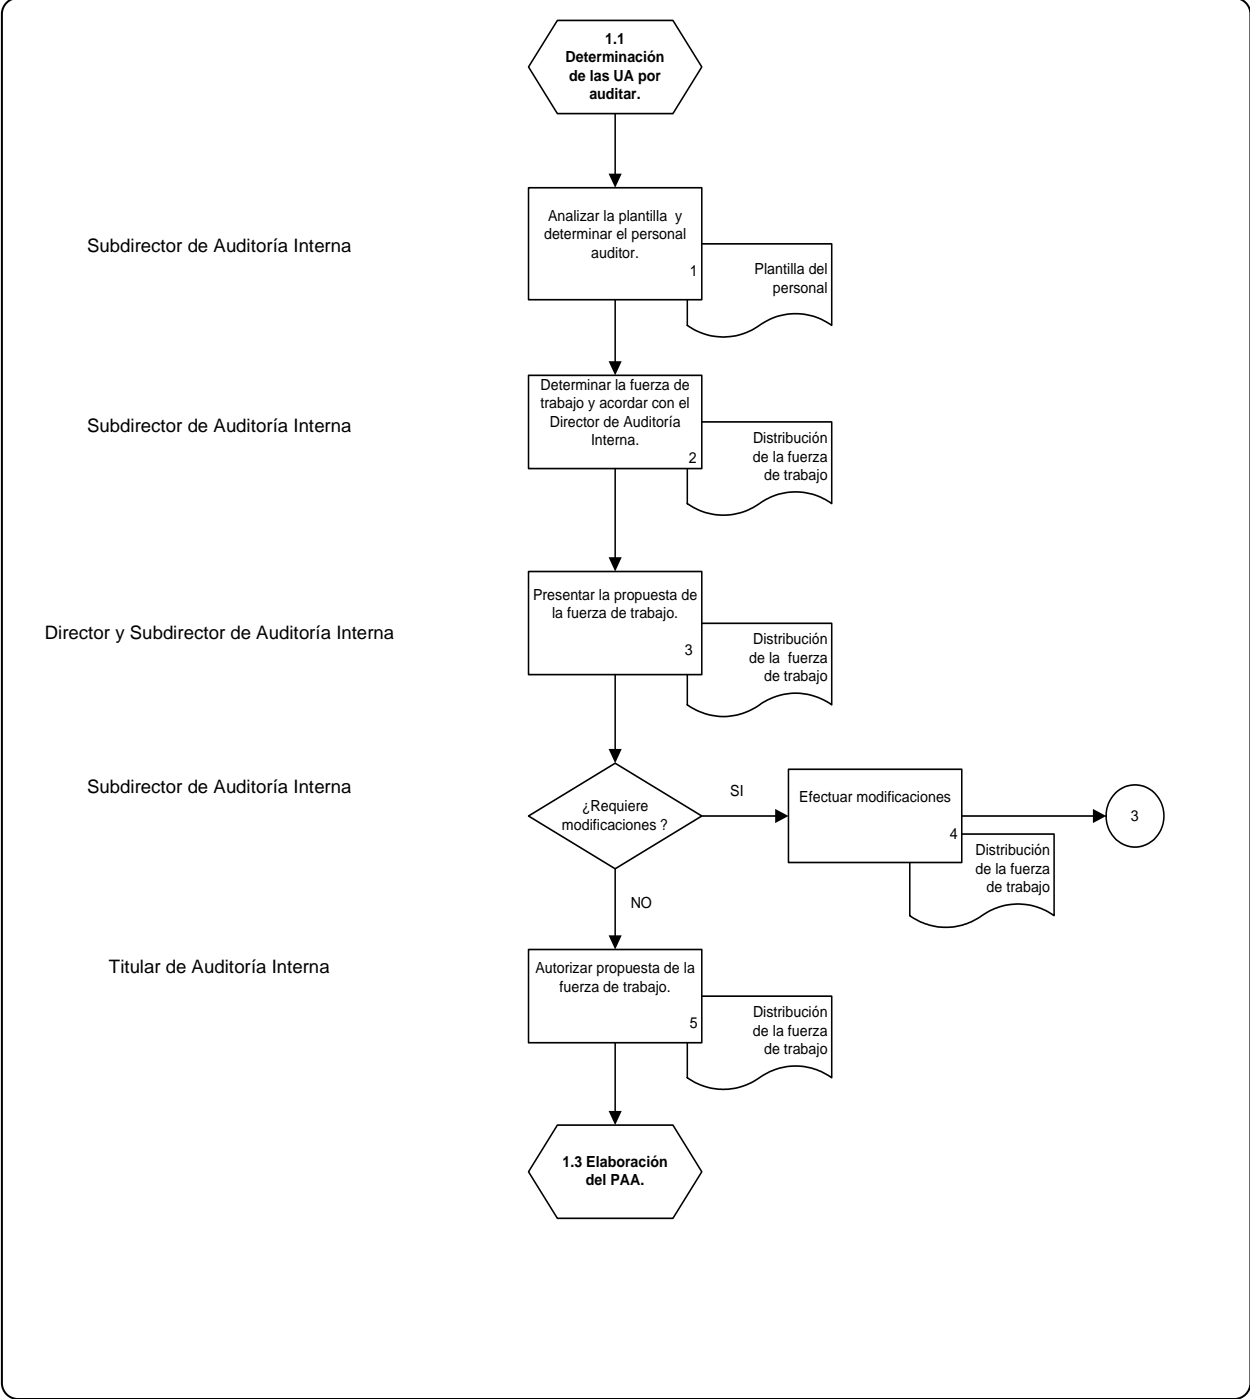 1.1
Determinación
de las UA por
auditar.
Subdirector de Auditoría Interna
Analizar la plantilla y
determinar el personal
auditor.
1
Plantilla del
personal
Subdirector de Auditoría Interna
Determinar la fuerza de
trabajo y acordar con el
Director de Auditoría
Interna.
2
Distribución
de la fuerza
de trabajo
Director y Subdirector de Auditoría Interna
Presentar la propuesta de
la fuerza de trabajo.
3
Distribución
de la fuerza
de trabajo
Subdirector de Auditoría Interna
¿Requiere
modificaciones ?
SI
Efectuar modificaciones
4
Distribución
de la fuerza
de trabajo
3
NO
Titular de Auditoría Interna
Autorizar propuesta de la
fuerza de trabajo.
5
Distribución
de la fuerza
de trabajo
1.3 Elaboración
del PAA.